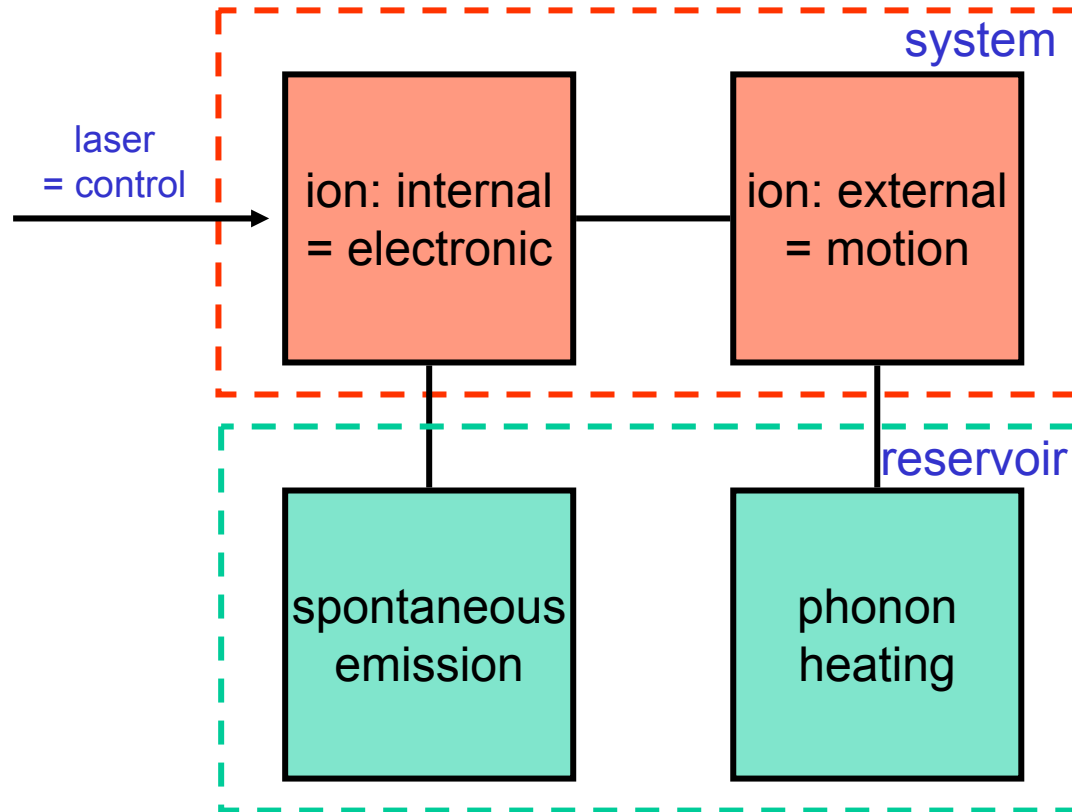 system
laser
= control
ion: internal
= electronic
ion: external
= motion
reservoir
spontaneous
emission
phonon
heating